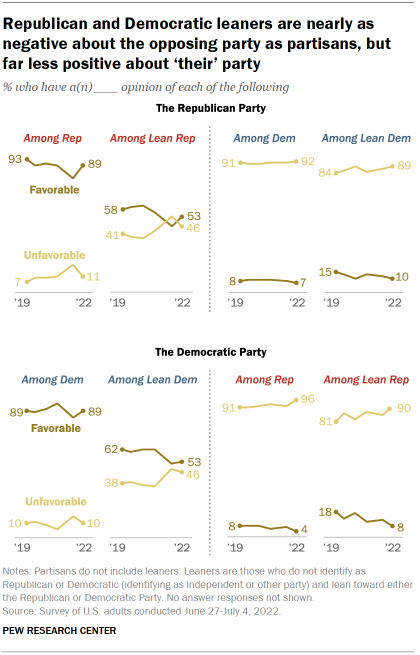 Republican and Democratic leaners are nearly as
negative about the opposing party as partisans, but
far less positive about ‘their’ party
% who have a(n) ___ opinion of each of the following
The Republican Party
Among Rep
Among Lean Rep
Among Dem
Among Lean Dem
93
89
Favorable
58
53
41
46
Unfavorable
7
11
91
92
84
89
8
7
15
10
'19
'22
'19
'22
'19
'22
'19
'22
The Democratic Party
Among Dem
Among Lean Dem
Among Rep
Among Lean Rep
89
89
Favorable
62
53
38
46
Unfavorable
10
10
91
96
81
90
8
4
18
8
'19
'22
'19
'22
'19
'22
'19
'22
Notes: Partisans do not include leaners. Leaners are those who do not identify as
Republican or Democratic (identifying as independent or other party) and lean toward either
the Republican or Democratic Party. No answer responses not shown.
Source: Survey of U.S. adults conducted June 27-July 4, 2022.
PEW RESEARCH CENTER